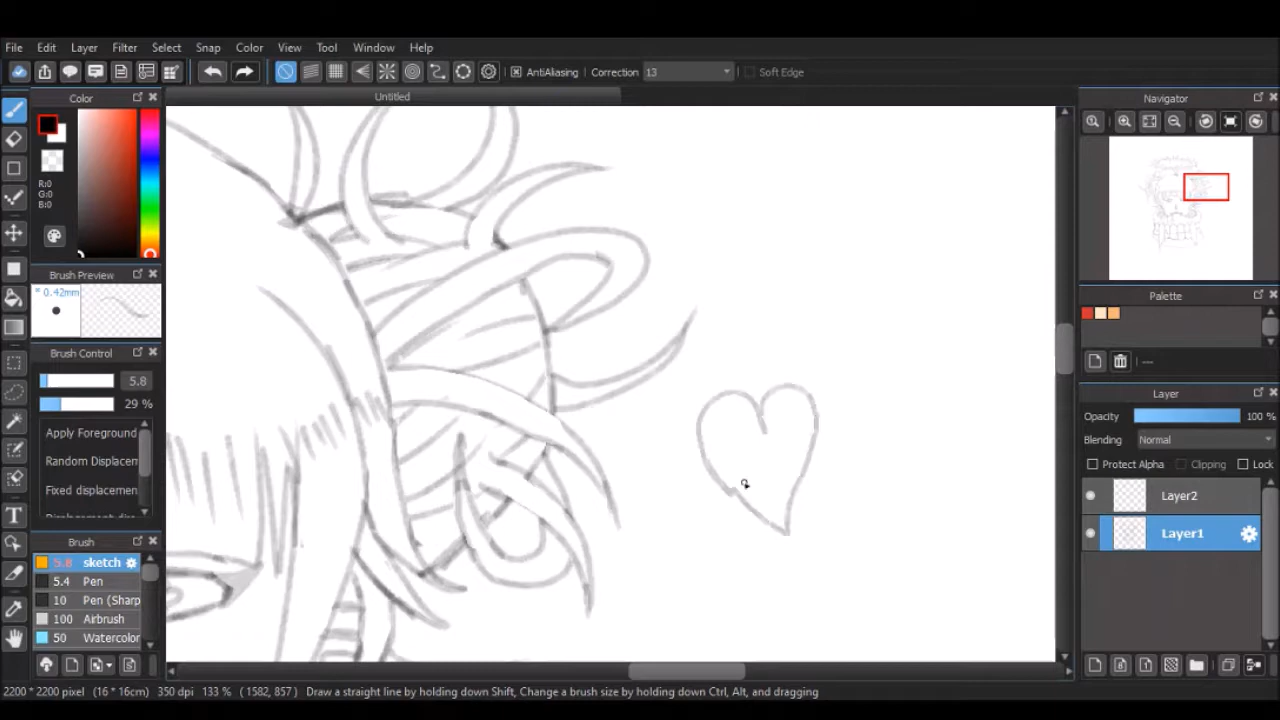 File Edit Layer Filter Select Snap Color View Tool Window Help
AntiAliasing Correction 13 Soft Edge
Color
Untitled
Navigator
R:0
G:0
B:0
Brush Preview
* 0.42mm
Palette
---
Brush Control
5.8
29 %
Layer
Opacity 100 %
Blending Normal
Protect Alpha Clipping Lock
Apply Foreground
Random Displacen
Fixed displacemen
Layer2
Layer1
T
Brush
5.8 sketch
5.4 Pen
10 Pen (Sharp
100 Airbrush
50 Watercolor
2200 * 2200 pixel (16 * 16cm) 350 dpi 133 % ( 1582, 857 ) Draw a straight line by holding down Shift, Change a brush size by holding down Ctrl, Alt, and dragging